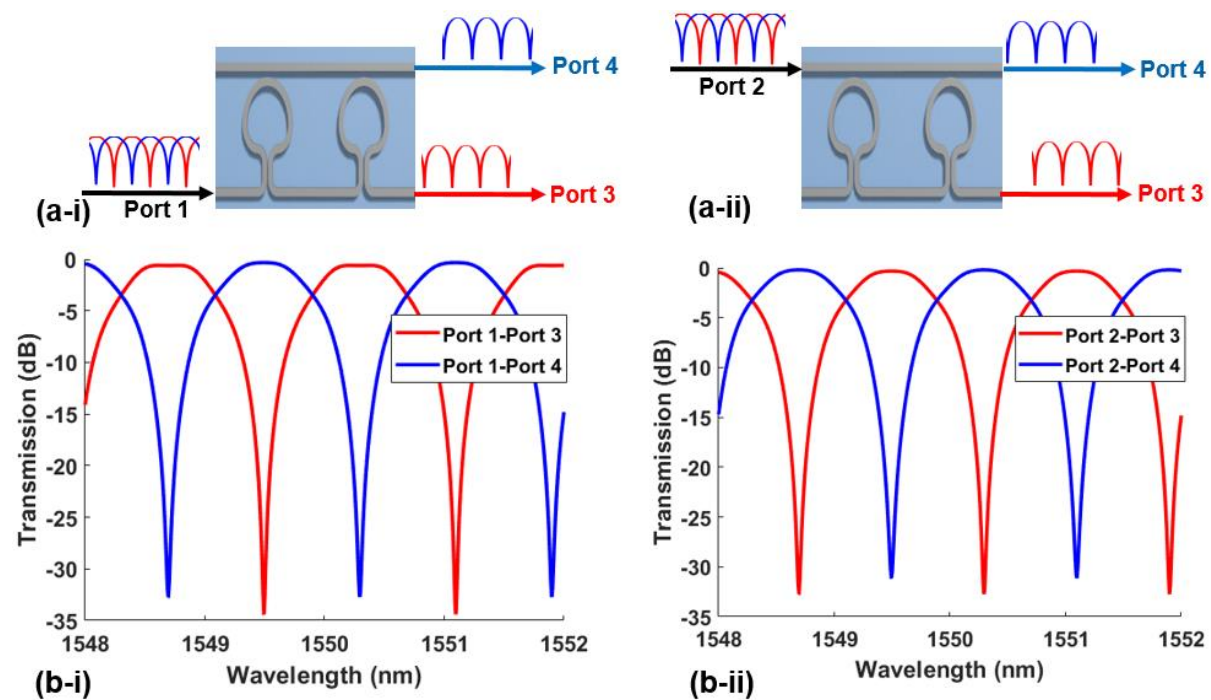 Port 4
Port 1
Port 3
(a-i)
Port 2
Port 4
Port 3
(a-ii)
0
-5
-10
-15
-20
-25
-30
-35
Transmission (dB)
Port 1-Port 3
Port 1-Port 4
1548 1549 1550 1551 1552
Wavelength (nm)
(b-i)
0
-5
-10
-15
-20
-25
-30
-35
Transmission (dB)
Port 2-Port 3
Port 2-Port 4
1548 1549 1550 1551 1552
Wavelength (nm)
(b-ii)